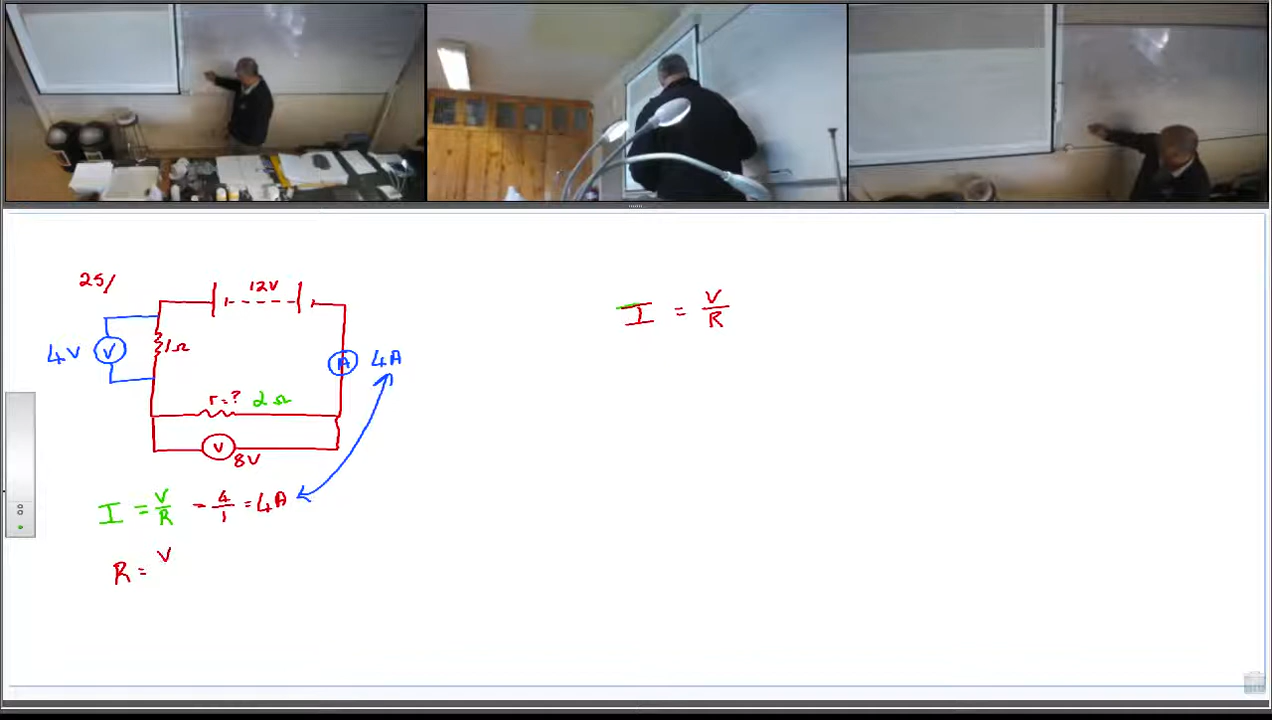 25/
12V
I = V/R
4V
V
1Ω
A
4A
r=?
2Ω
V
8V
I = V/R = 4/1 = 4A
R = V